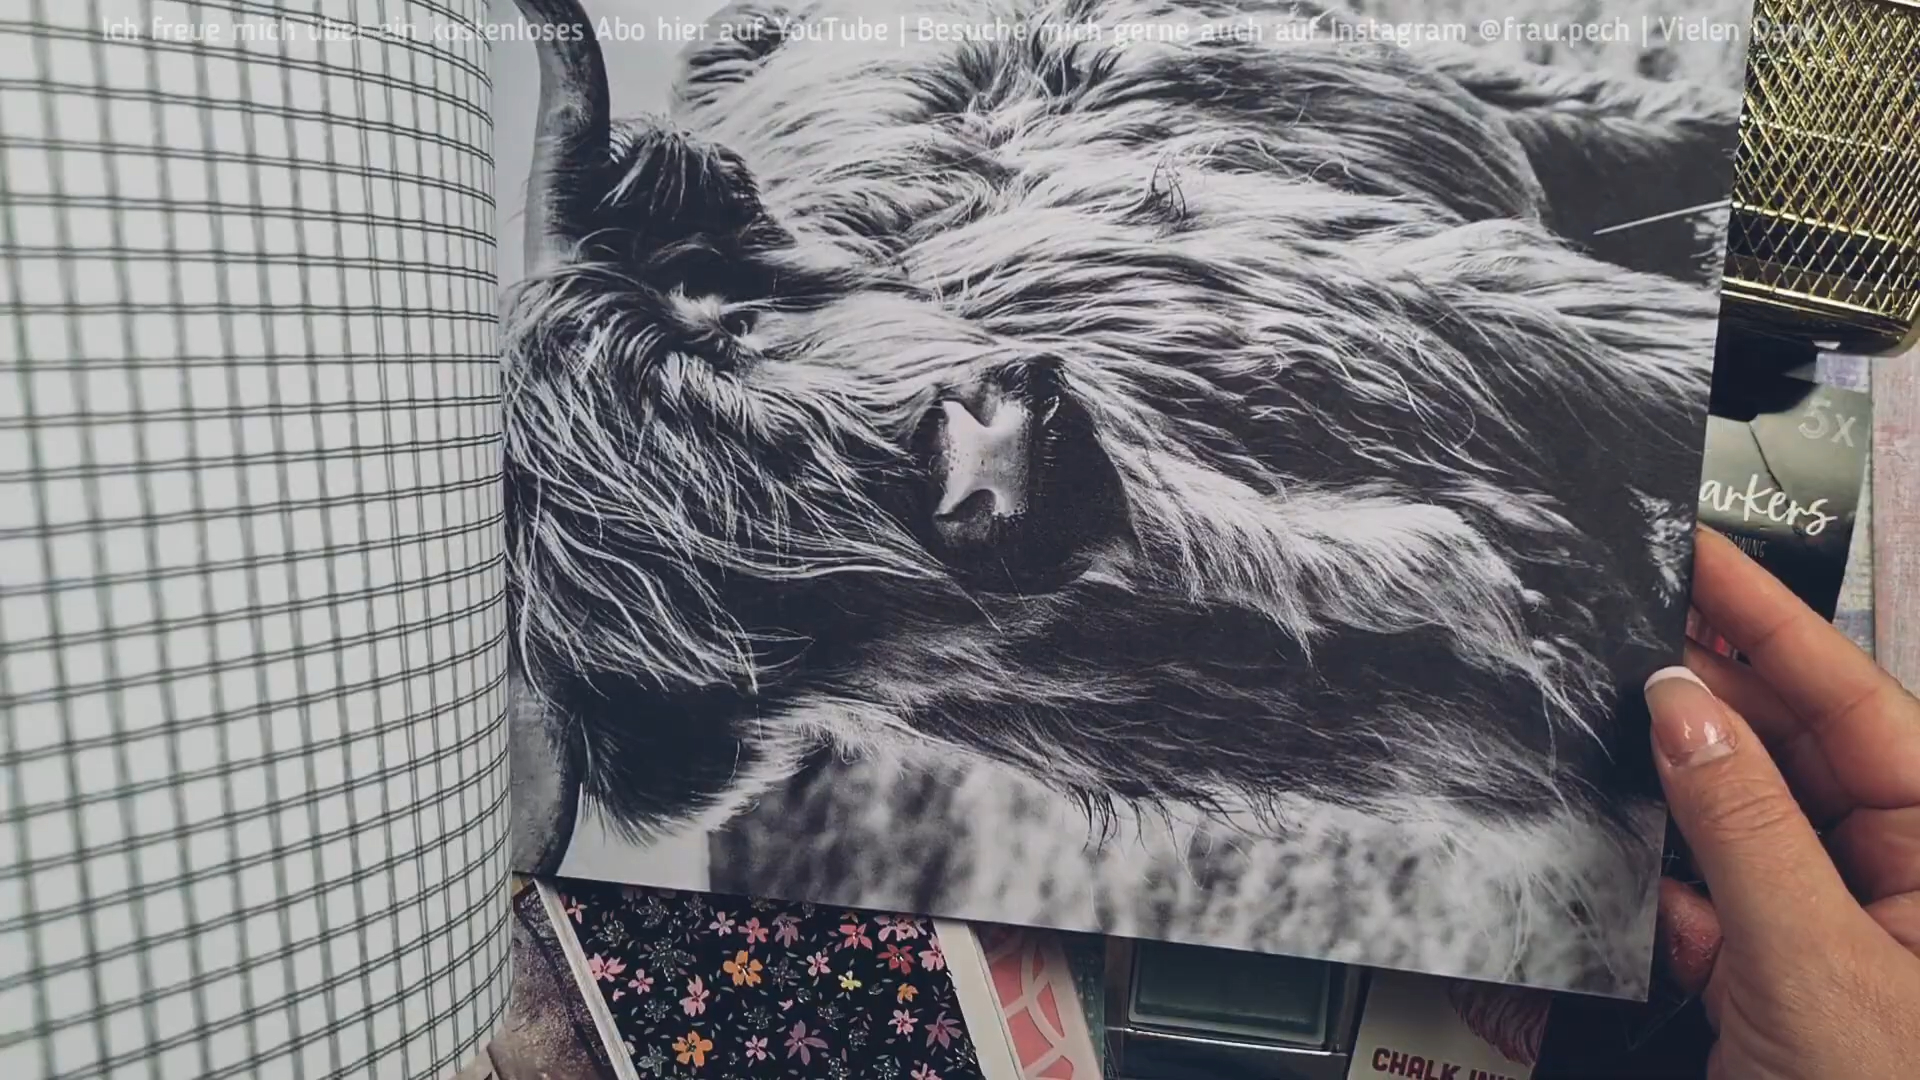 Ich freue mich über ein kostenloses Abo hier auf YouTube | Besuche mich gerne auch auf Instagram @frau.pech | Vielen Dank
5x
arkers
CHALK